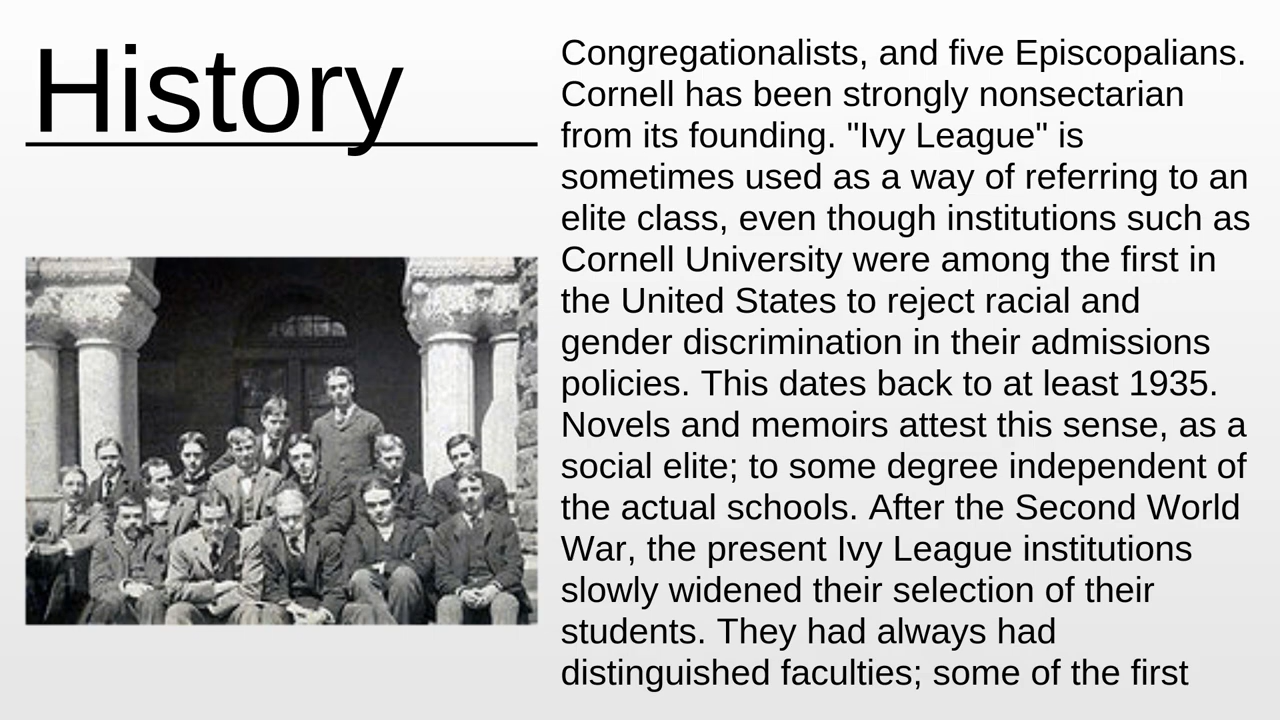 History
Congregationalists, and five Episcopalians.
Cornell has been strongly nonsectarian
from its founding. "Ivy League" is
sometimes used as a way of referring to an
elite class, even though institutions such as
Cornell University were among the first in
the United States to reject racial and
gender discrimination in their admissions
policies. This dates back to at least 1935.
Novels and memoirs attest this sense, as a
social elite; to some degree independent of
the actual schools. After the Second World
War, the present Ivy League institutions
slowly widened their selection of their
students. They had always had
distinguished faculties; some of the first